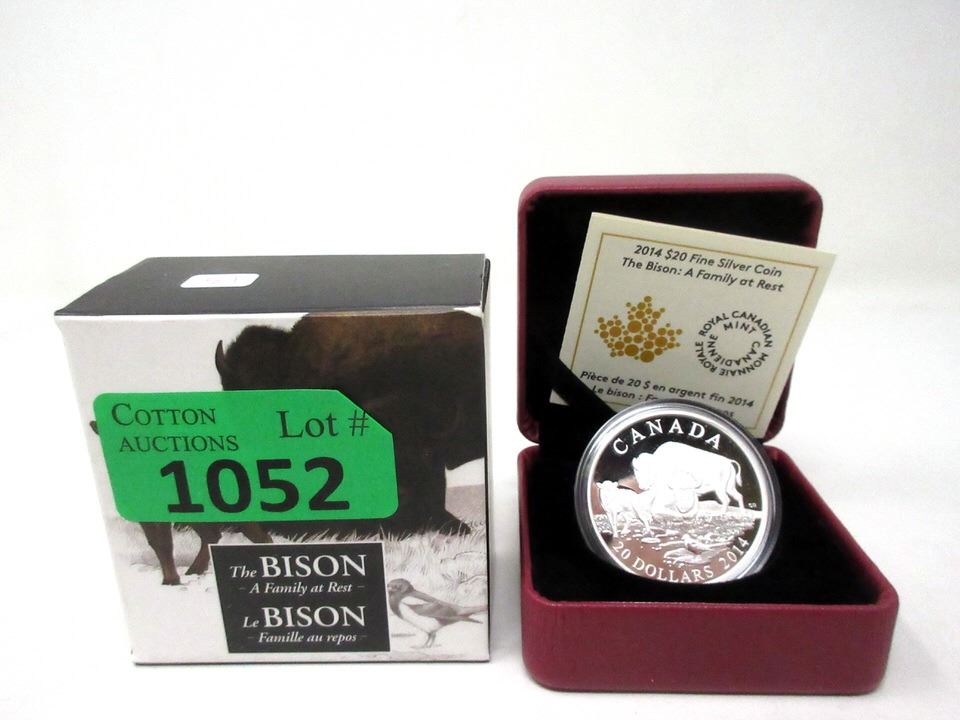 COTTON
AUCTIONS
Lot #
1052
The BISON
- A Family at Rest -
Le BISON
- Famille au repos -
2014 $20 Fine Silver Coin
The Bison: A Family at Rest
ROYAL CANADIAN MINT
MONNAIE ROYALE CANADIENNE
Pièce de 20 $ en argent fin 2014
Le bison :
CANADA
20 DOLLARS 2014